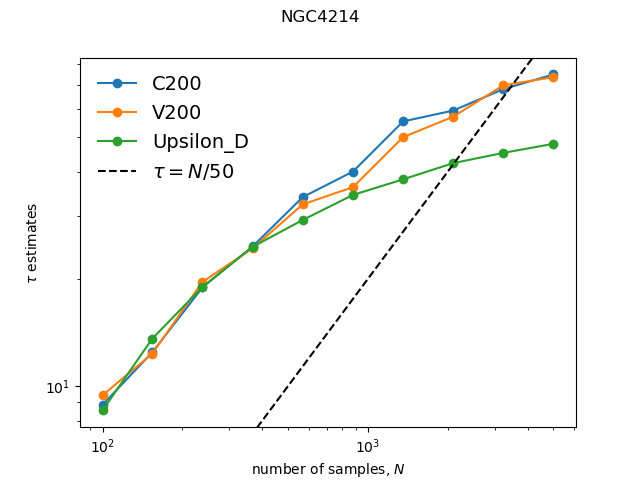 NGC4214
C200
V200
Upsilon_D
τ = N/50
τ estimates
10¹
10² 10³
number of samples, N